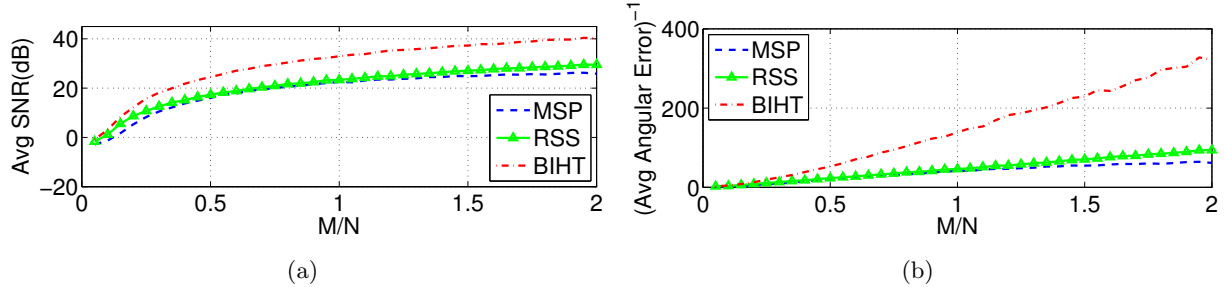 Avg SNR(dB)
40
20
0
−20
0
0.5
1
1.5
2
M/N
MSP
RSS
BIHT
(a)
(Avg Angular Error)⁻¹
400
200
0
0
0.5
1
1.5
2
M/N
MSP
RSS
BIHT
(b)